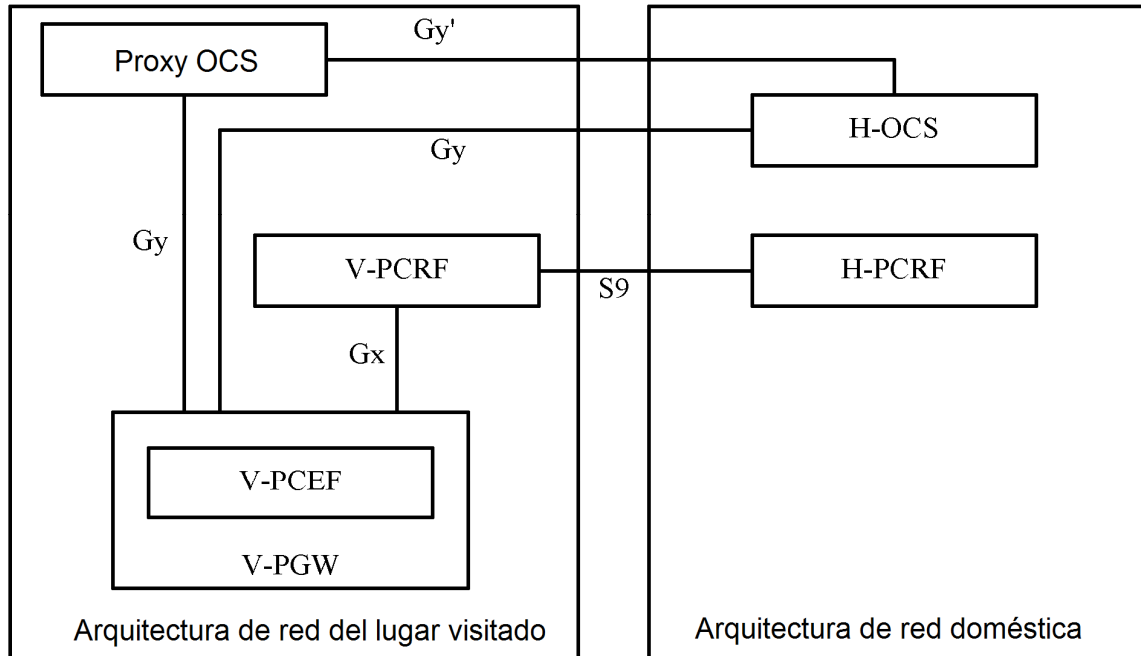 Gy'
Proxy OCS
H-OCS
Gy
Gy
V-PCRF
S9
H-PCRF
Gx
V-PCEF
V-PGW
Arquitectura de red del lugar visitado
Arquitectura de red doméstica